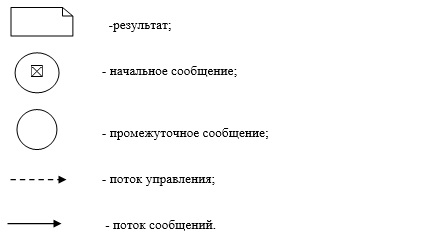 -результат;
- начальное сообщение;
- промежуточное сообщение;
- поток управления;
- поток сообщений.